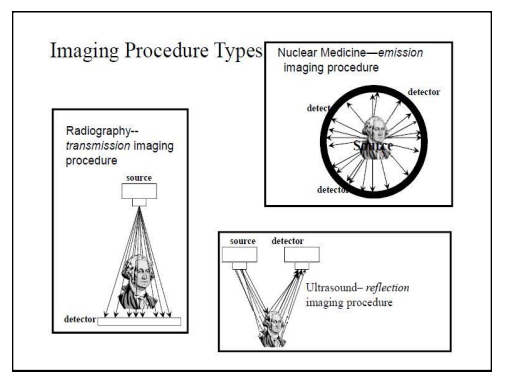 Imaging Procedure Types
Nuclear Medicine—emission
imaging procedure
detector
detector
Source
detector
Radiography--
transmission imaging
procedure
source
detector
source detector
Ultrasound– reflection
imaging procedure